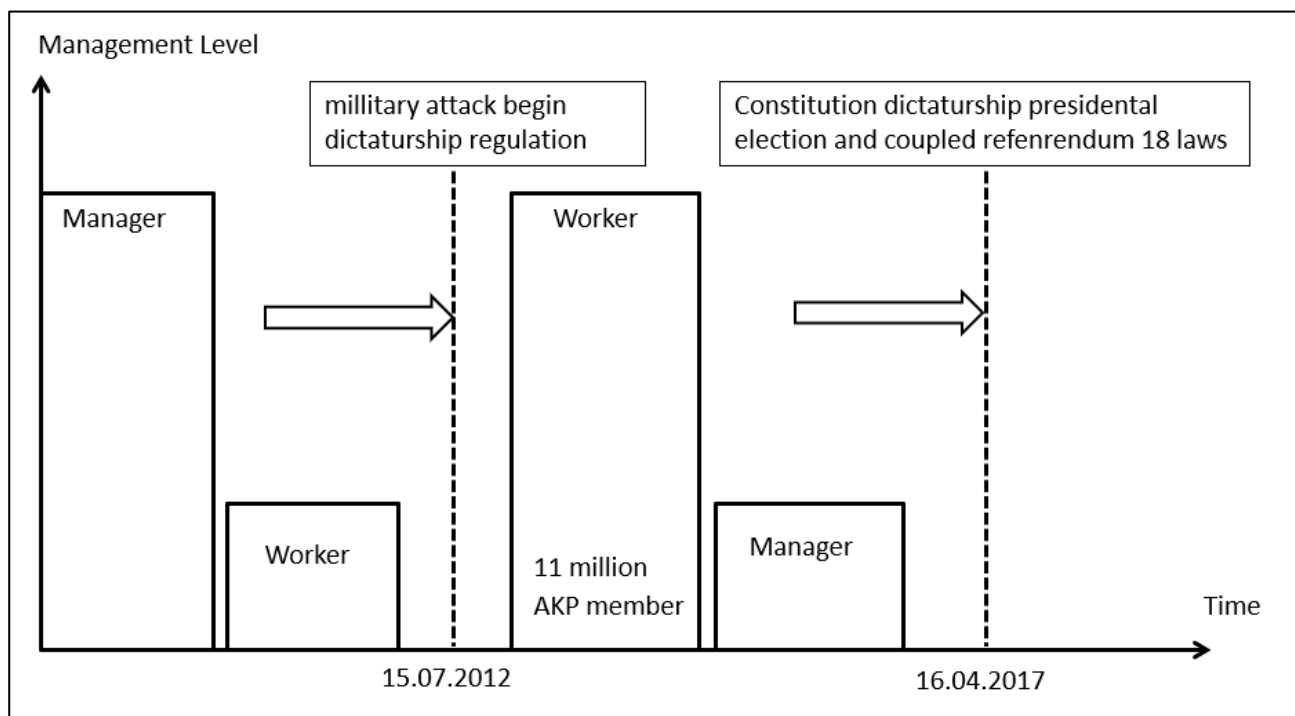 Management Level
millitary attack begin
dictaturship regulation
Constitution dictaturship presidental
election and coupled refenrendum 18 laws
Manager
Worker
Worker
11 million
AKP member
Manager
Time
15.07.2012
16.04.2017